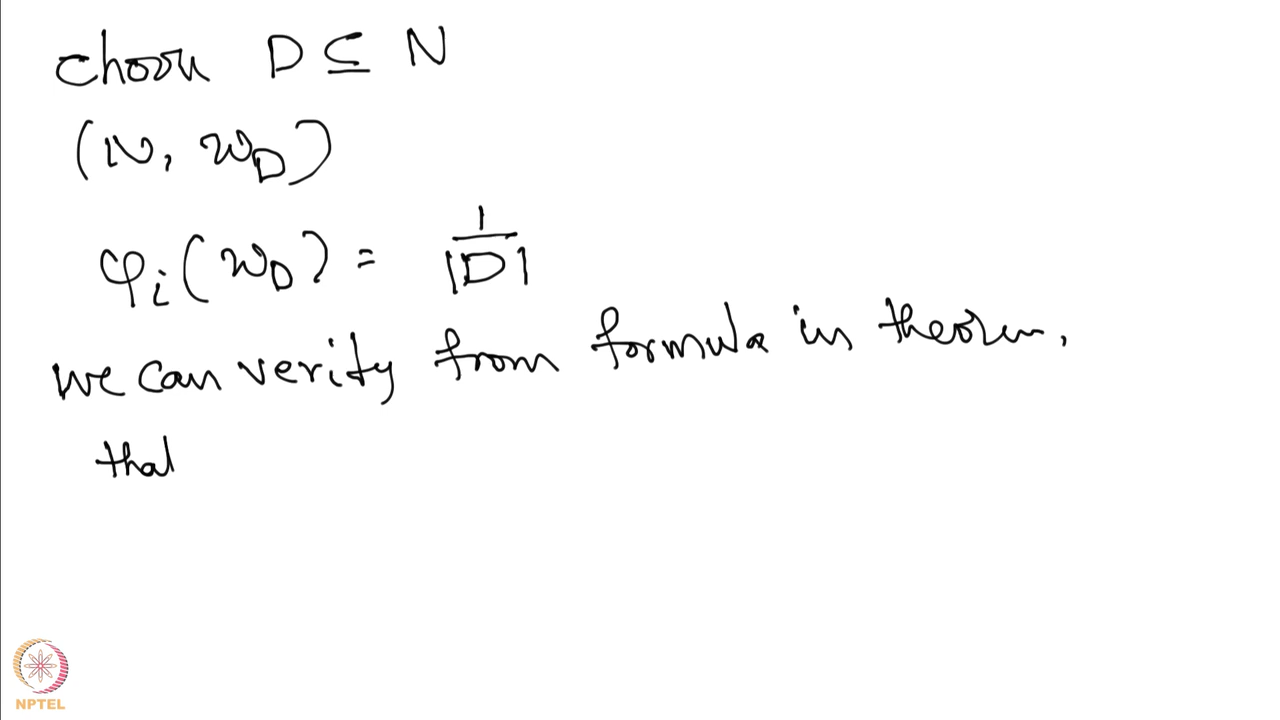 choose D ⊆ N
(N, w_D)
φ_i(w_D) = 1/|D|
we can verify from formula in theorem,
that
NPTEL